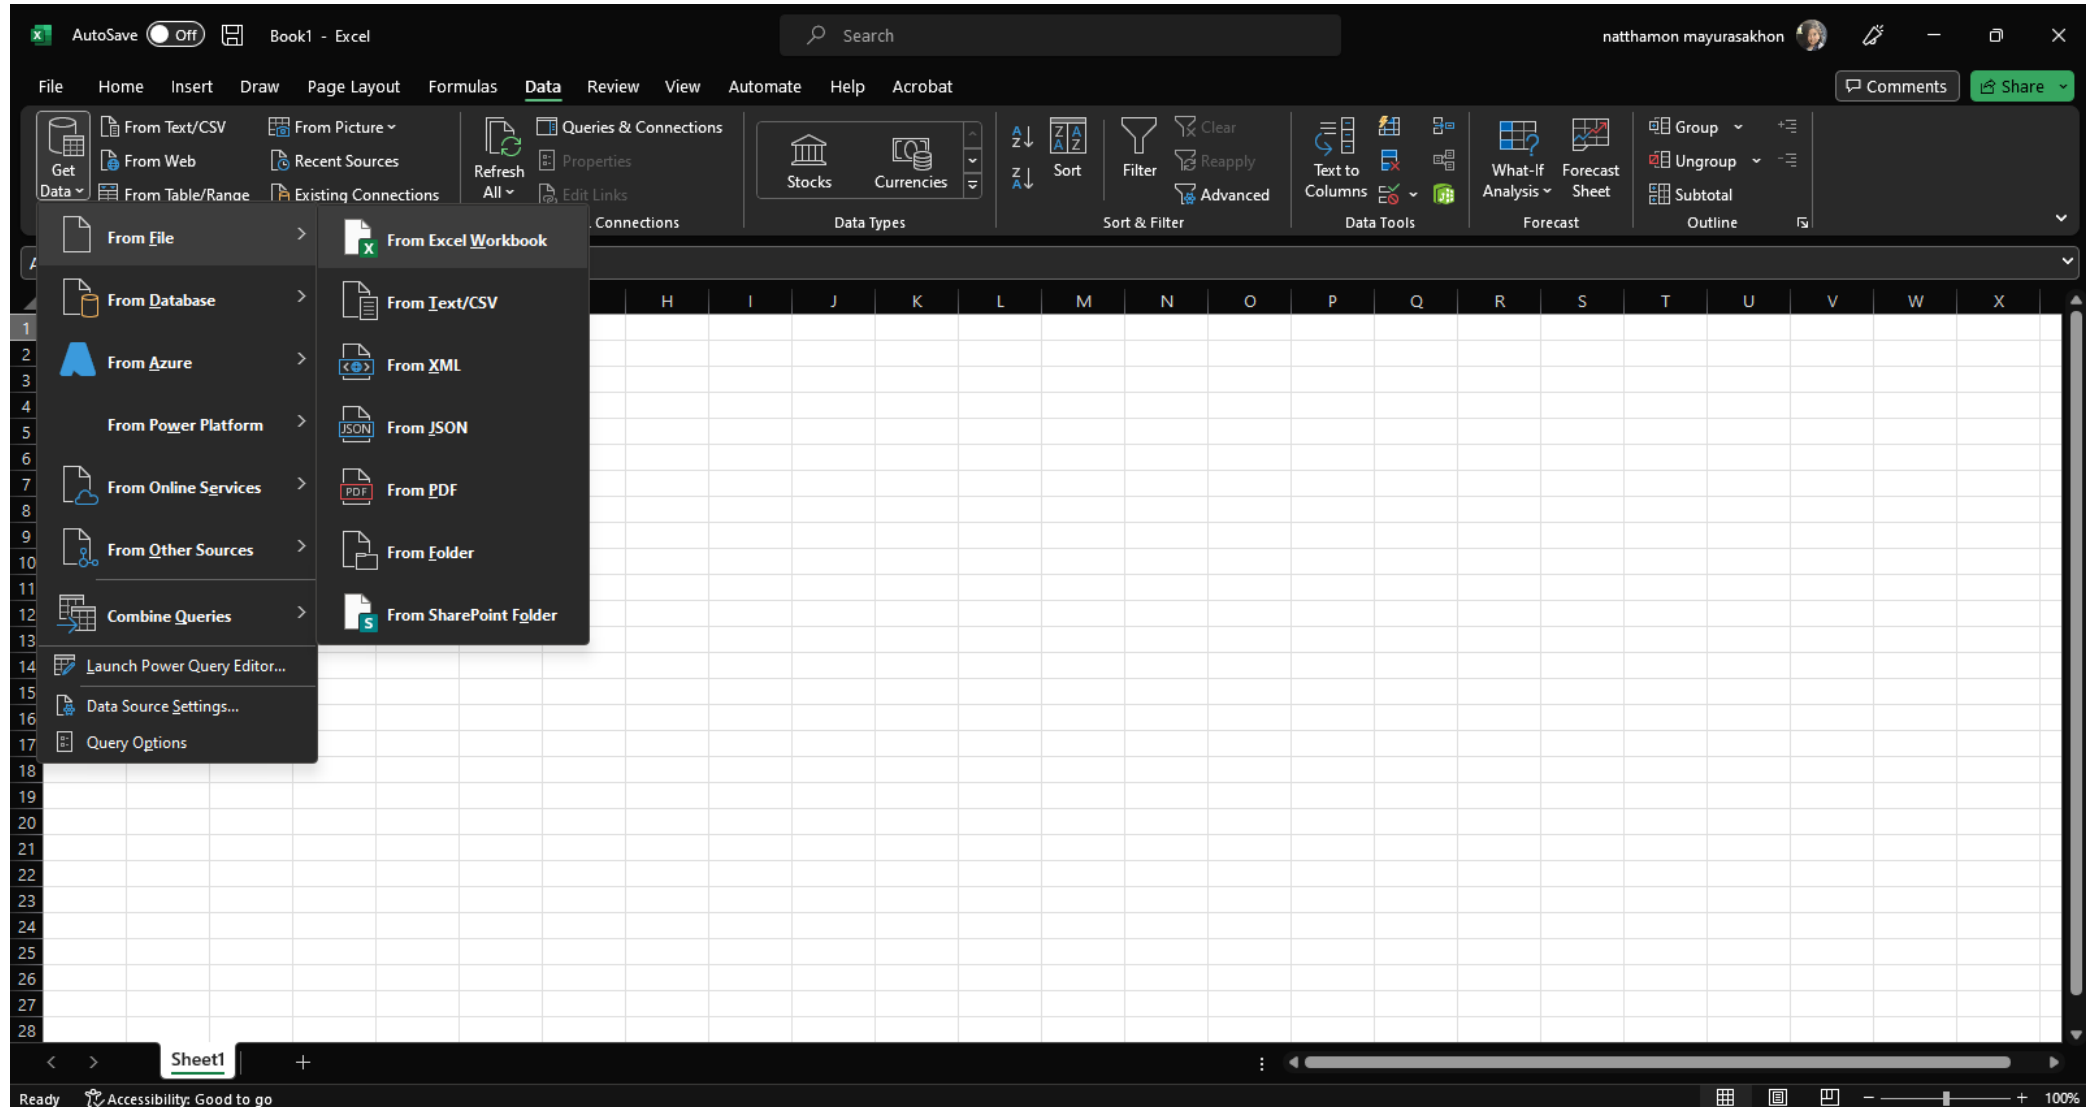 AutoSave Off Book1 - Excel Search natthamon mayurasakhon
File Home Insert Draw Page Layout Formulas Data Review View Automate Help Acrobat Comments Share
Get Data
From Text/CSV
From Web
From Table/Range
From Picture
Recent Sources
Existing Connections
Refresh All
Queries & Connections
Properties
Edit Links
Connections
Stocks
Currencies
Data Types
Sort
Filter
Clear
Reapply
Advanced
Sort & Filter
Text to Columns
Data Tools
What-If Analysis
Forecast Sheet
Forecast
Group
Ungroup
Subtotal
Outline
From File
From Database
From Azure
From Power Platform
From Online Services
From Other Sources
Combine Queries
Launch Power Query Editor...
Data Source Settings...
Query Options
From Excel Workbook
From Text/CSV
From XML
JSON From JSON
PDF From PDF
From Folder
From SharePoint Folder
H I J K L M N O P Q R S T U V W X
1
2
3
4
5
6
7
8
9
10
11
12
13
14
15
16
17
18
19
20
21
22
23
24
25
26
27
28
Sheet1
Ready Accessibility: Good to go 100%